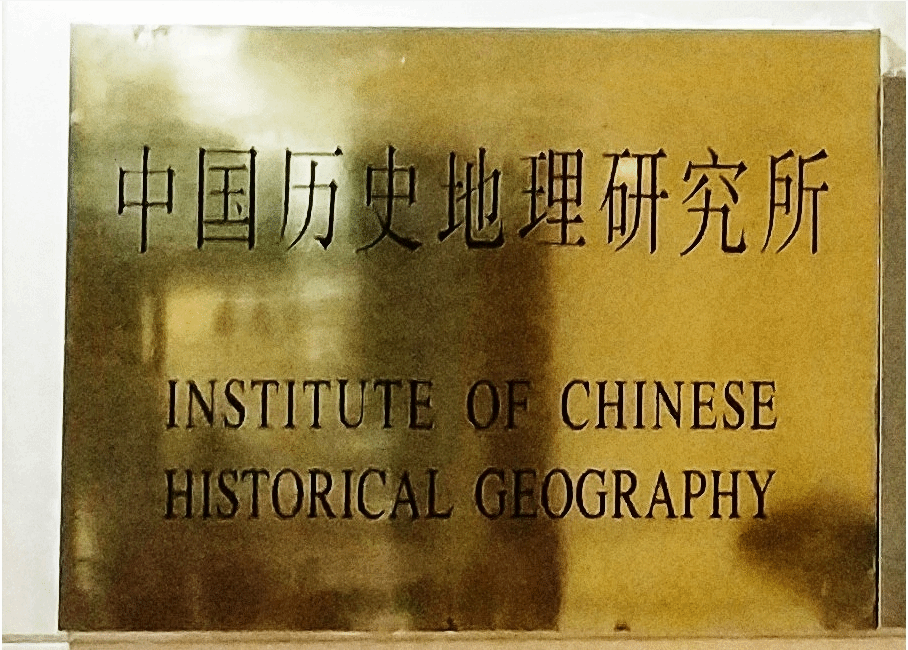 中国历史地理研究所
INSTITUTE OF CHINESE
HISTORICAL GEOGRAPHY